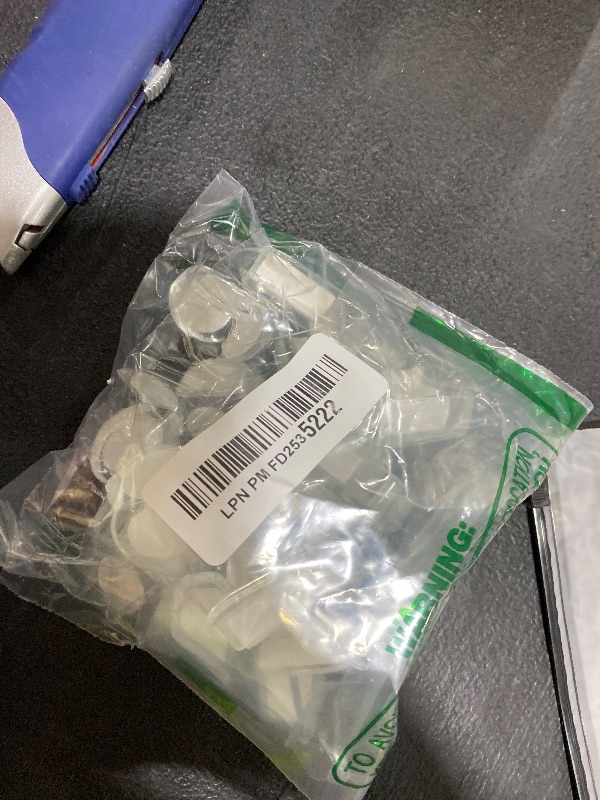 LPN PM FD2535222
WARNING:
TO AVO